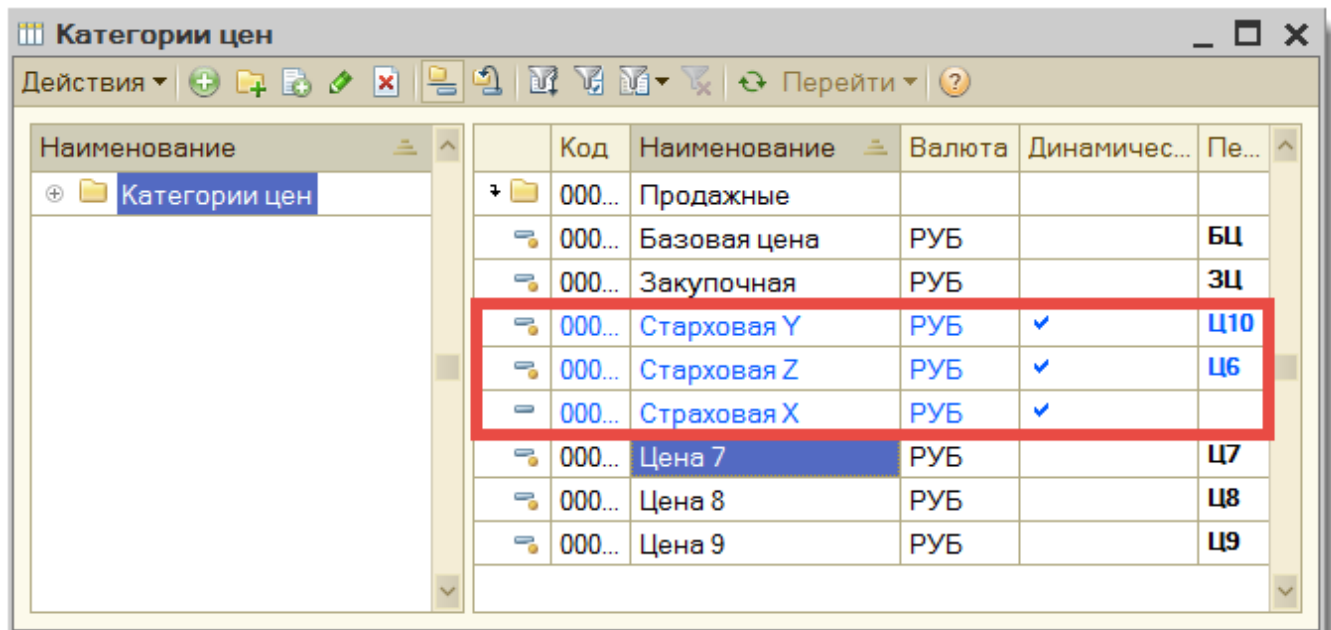 Категории цен
Действия Перейти
Наименование
Категории цен
Код Наименование Валюта Динамичес... Пе...
000... Продажные
000... Базовая цена РУБ БЦ
000... Закупочная РУБ ЗЦ
000... Старховая Y РУБ Ц10
000... Старховая Z РУБ Ц6
000... Страховая X РУБ
000... Цена 7 РУБ Ц7
000... Цена 8 РУБ Ц8
000... Цена 9 РУБ Ц9